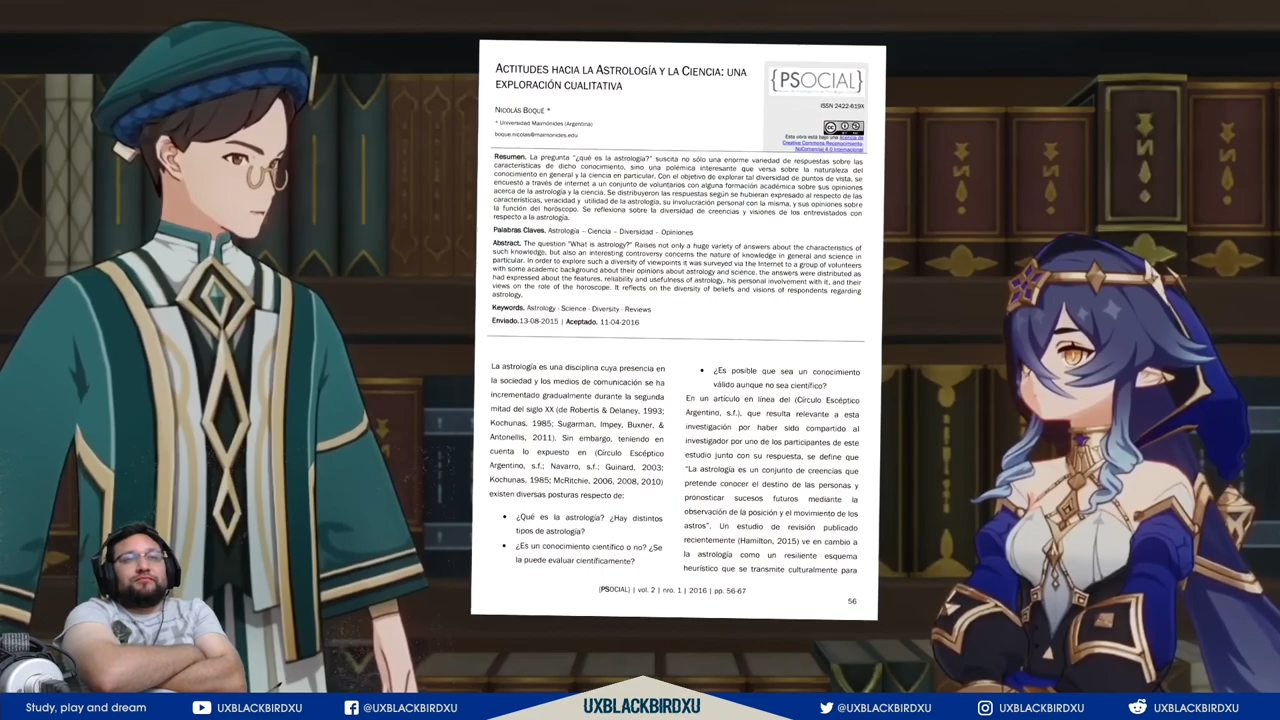 ACTITUDES HACIA LA ASTROLOGÍA Y LA CIENCIA: UNA
EXPLORACIÓN CUALITATIVA
{PSOCIAL}
ISSN 2422-619X
NICOLÁS BOQUÉ *
* Universidad Maimónides (Argentina)
boque.nicolas@maimonides.edu
Esta obra está bajo una Licencia de
Creative Commons Reconocimiento-
NoComercial 4.0 Internacional
Resumen. La pregunta "¿qué es la astrología?" suscita no sólo una enorme variedad de respuestas sobre las
características de dicho conocimiento, sino una polémica interesante que versa sobre la naturaleza del
conocimiento en general y la ciencia en particular. Con el objetivo de explorar tal diversidad de puntos de vista, se
encuesto a través de internet a un conjunto de voluntarios con alguna formación académica sobre sus opiniones
acerca de la astrología y la ciencia. Se distribuyeron las respuestas según se hubieran expresado al respecto de las
características, veracidad y utilidad de la astrología, su involucración personal con la misma, y sus opiniones sobre
la función del horóscopo. Se reflexiona sobre la diversidad de creencias y visiones de los entrevistados con
respecto a la astrología.
Palabras Claves. Astrología – Ciencia – Diversidad – Opiniones
Abstract. The question "What is astrology?" Raises not only a huge variety of answers about the characteristics of
such knowledge, but also an interesting controversy concerns the nature of knowledge in general and science in
particular. In order to explore such a diversity of viewpoints it was surveyed via the Internet to a group of volunteers
with some academic background about their opinions about astrology and science. the answers were distributed as
had expressed about the features, reliability and usefulness of astrology, his personal involvement with it, and their
views on the role of the horoscope. It reflects on the diversity of beliefs and visions of respondents regarding
astrology.
Keywords. Astrology - Science - Diversity - Reviews
Enviado.13-08-2015 | Aceptado. 11-04-2016
La astrología es una disciplina cuya presencia en
la sociedad y los medios de comunicación se ha
incrementado gradualmente durante la segunda
mitad del siglo XX (de Robertis & Delaney, 1993;
Kochunas, 1985; Sugarman, Impey, Buxner, &
Antonellis, 2011). Sin embargo, teniendo en
cuenta lo expuesto en (Círculo Escéptico
Argentino, s.f.; Navarro, s.f.; Guinard, 2003;
Kochunas, 1985; McRitchie, 2006, 2008, 2010)
existen diversas posturas respecto de:
• ¿Qué es la astrología? ¿Hay distintos
tipos de astrología?
• ¿Es un conocimiento científico o no? ¿Se
la puede evaluar científicamente?
• ¿Es posible que sea un conocimiento
válido aunque no sea científico?
En un artículo en línea del (Círculo Escéptico
Argentino, s.f.), que resulta relevante a esta
investigación por haber sido compartido al
investigador por uno de los participantes de este
estudio junto con su respuesta, se define que
"La astrología es un conjunto de creencias que
pretende conocer el destino de las personas y
pronosticar sucesos futuros mediante la
observación de la posición y el movimiento de los
astros". Un estudio de revisión publicado
recientemente (Hamilton, 2015) ve en cambio a
la astrología como un resiliente esquema
heurístico que se transmite culturalmente para
{PSOCIAL} | vol. 2 | nro. 1 | 2016 | pp. 56-67
56
Study, play and dream
UXBLACKBIRDXU
@UXBLACKBIRDXU
UXBLACKBIRDXU
@UXBLACKBIRDXU
UXBLACKBIRDXU
UXBLACKBIRDXU